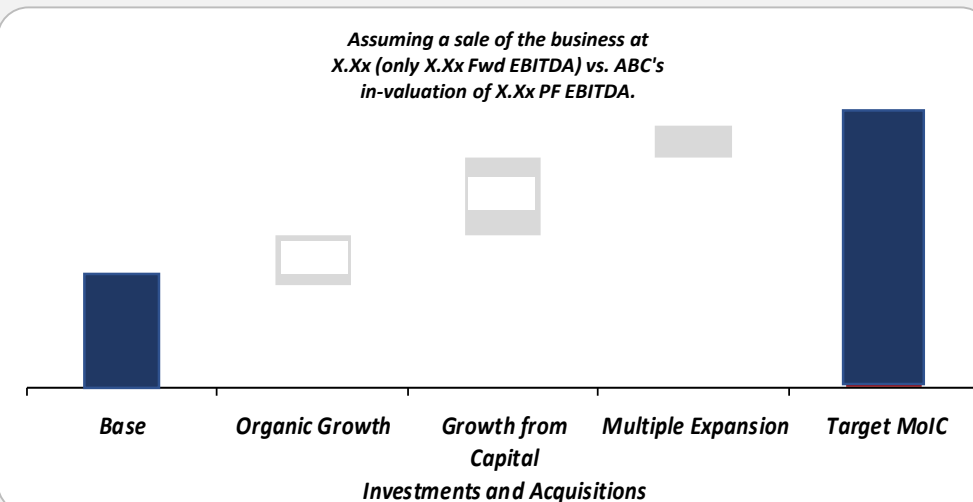 Assuming a sale of the business at
X.Xx (only X.Xx Fwd EBITDA) vs. ABC's
in-valuation of X.Xx PF EBITDA.
Base
Organic Growth
Growth from
Capital
Multiple Expansion
Target MoIC
Investments and Acquisitions